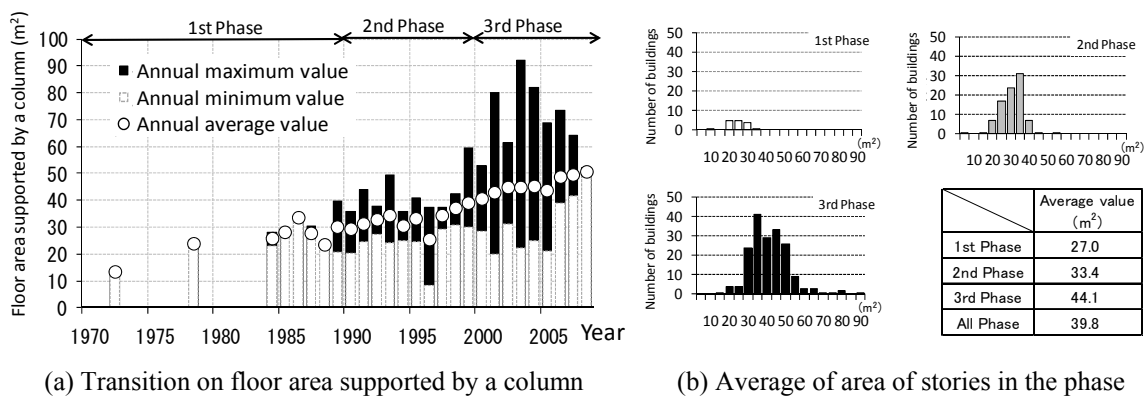 Floor area supported by a column (m²)
100
90
80
70
60
50
40
30
20
10
0
1st Phase
2nd Phase
3rd Phase
Annual maximum value
Annual minimum value
Annual average value
1970 1975 1980 1985 1990 1995 2000 2005 Year
(a) Transition on floor area supported by a column
Number of buildings
50
40
30
20
10
0
1st Phase
(m²)
10 20 30 40 50 60 70 80 90
Number of buildings
50
40
30
20
10
0
2nd Phase
(m²)
10 20 30 40 50 60 70 80 90
Number of buildings
50
40
30
20
10
0
3rd Phase
(m²)
10 20 30 40 50 60 70 80 90
Average value
(m²)
1st Phase 27.0
2nd Phase 33.4
3rd Phase 44.1
All Phase 39.8
(b) Average of area of stories in the phase